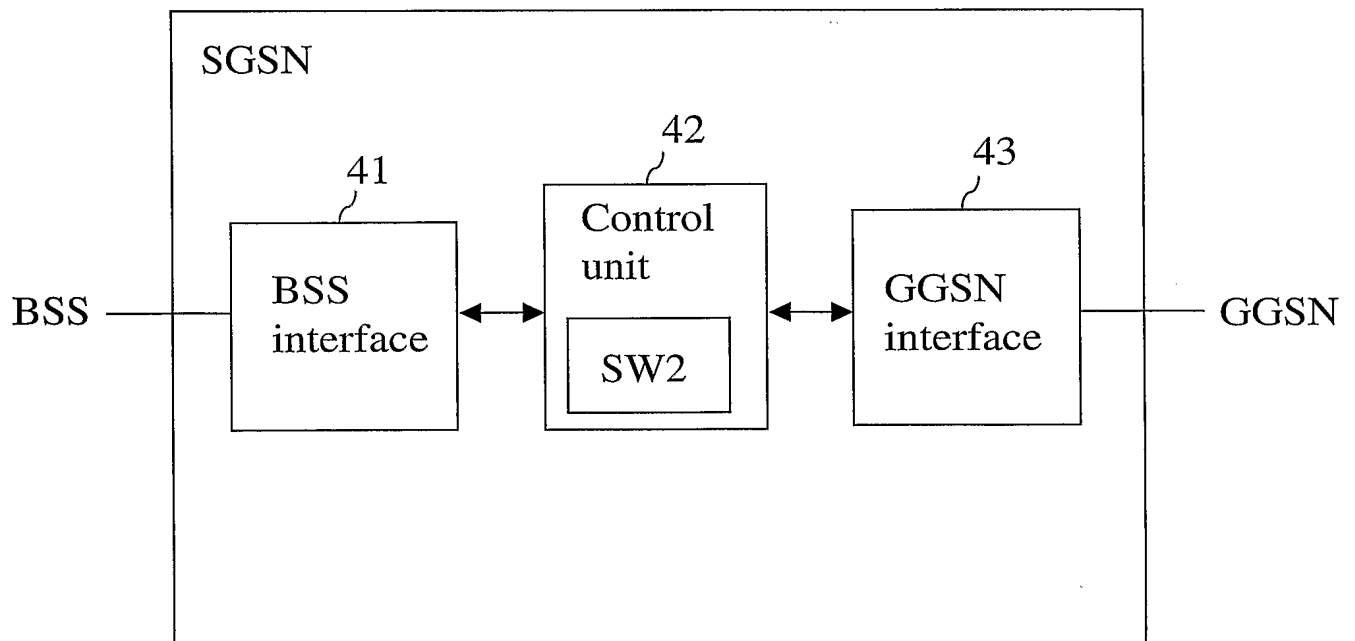 SGSN
42
43
41
Control
unit
BSS
interface
GGSN
interface
BSS
GGSN
SW2